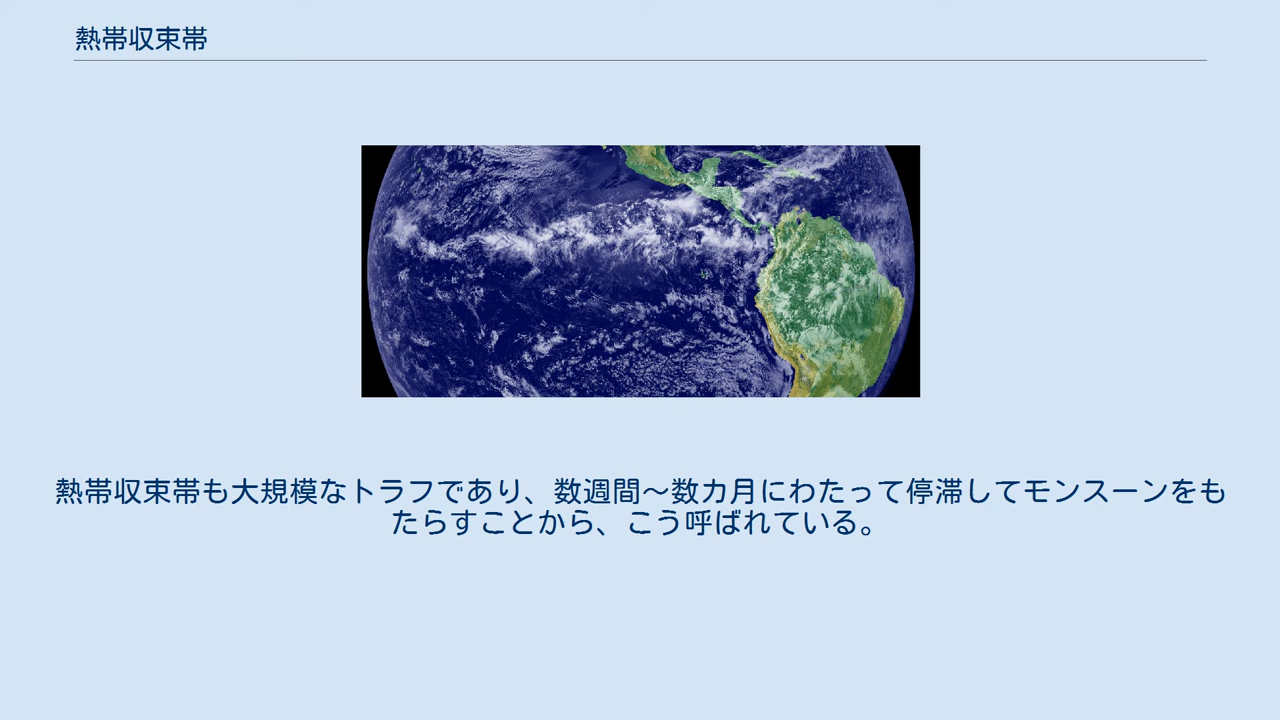 熱帯収束帯
熱帯収束帯も大規模なトラフであり、数週間～数カ月にわたって停滞してモンスーンをも
たらすことから、こう呼ばれている。